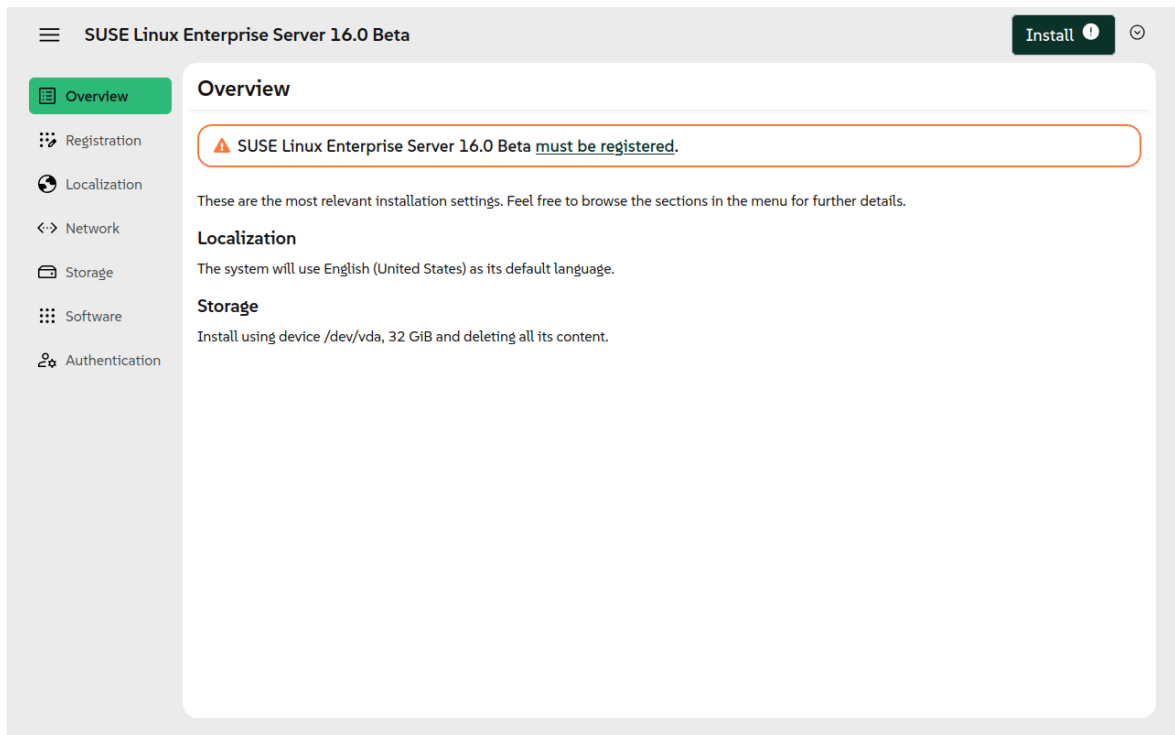 SUSE Linux Enterprise Server 16.0 Beta
Install
Overview
Registration
Localization
Network
Storage
Software
Authentication
Overview
SUSE Linux Enterprise Server 16.0 Beta must be registered.
These are the most relevant installation settings. Feel free to browse the sections in the menu for further details.
Localization
The system will use English (United States) as its default language.
Storage
Install using device /dev/vda, 32 GiB and deleting all its content.